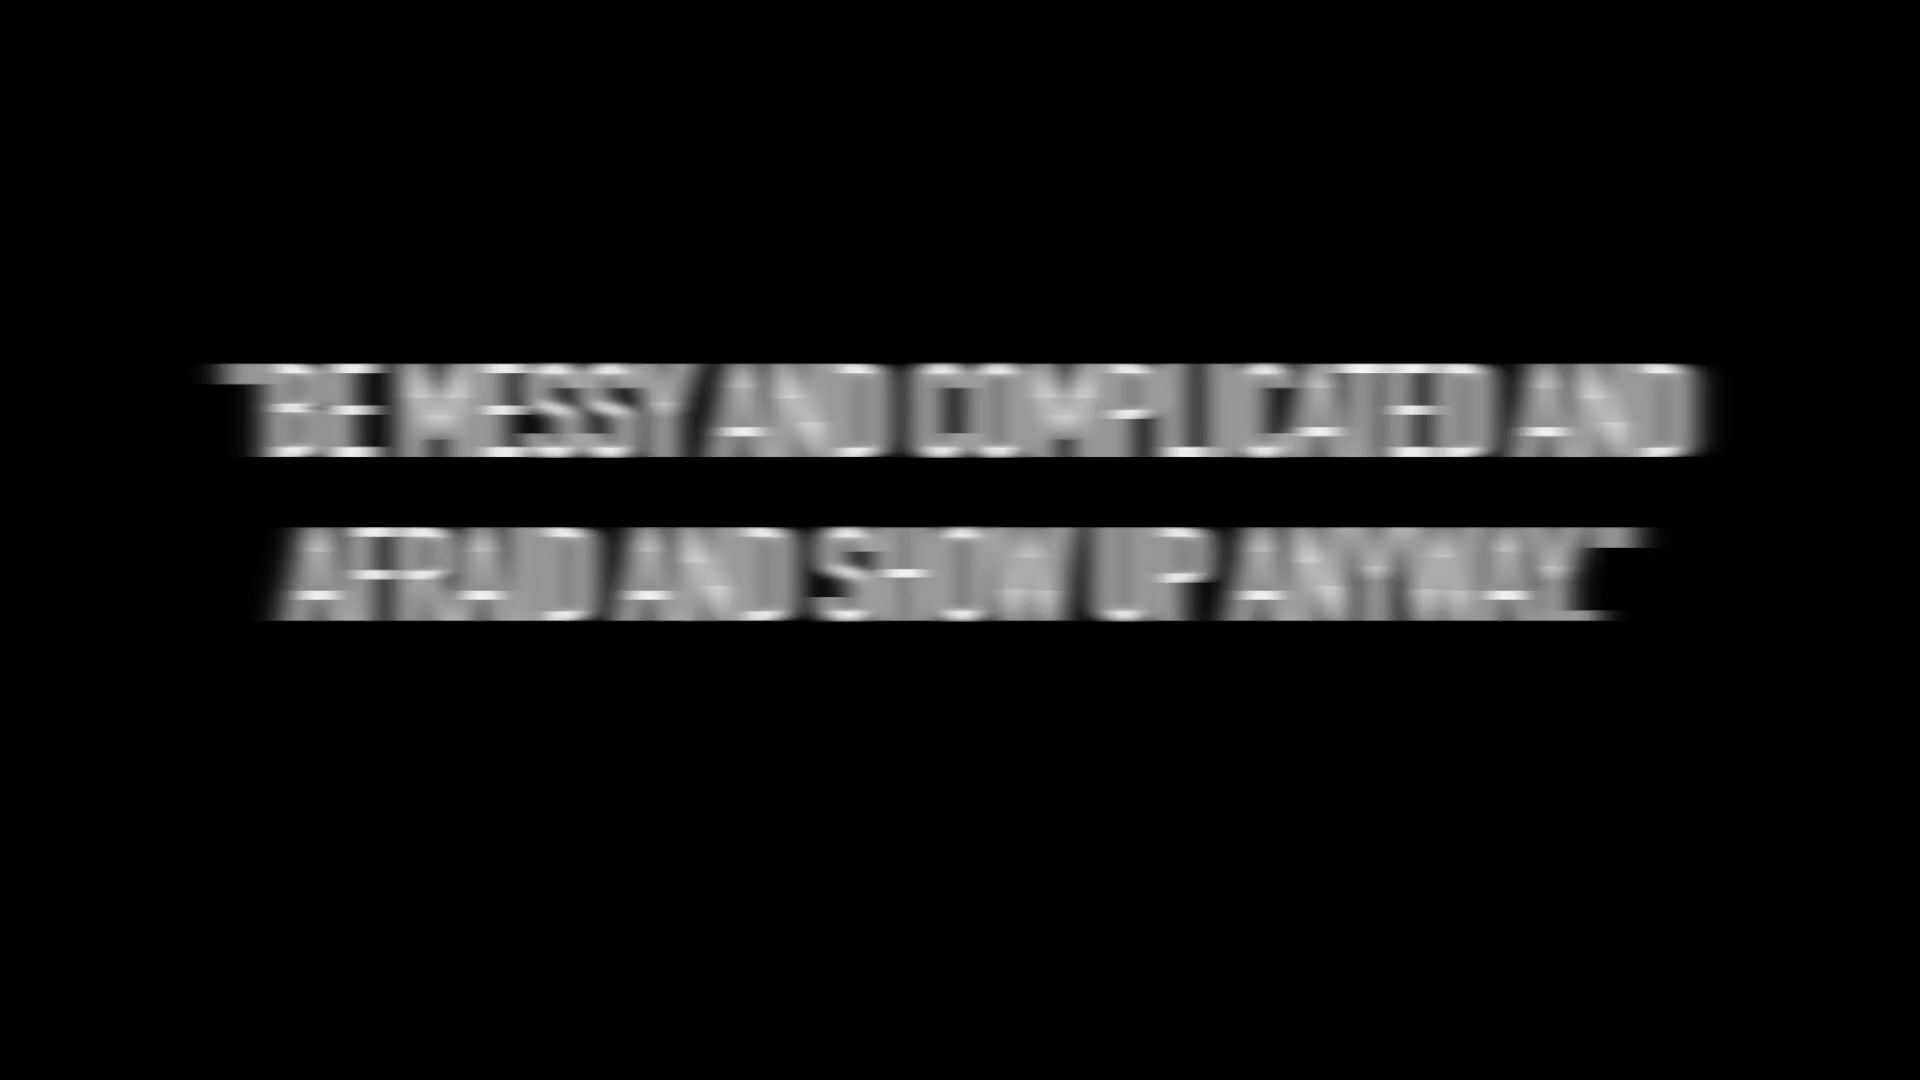 "BE MESSY AND COMPLICATED AND
AFRAID AND SHOW UP ANYWAY."